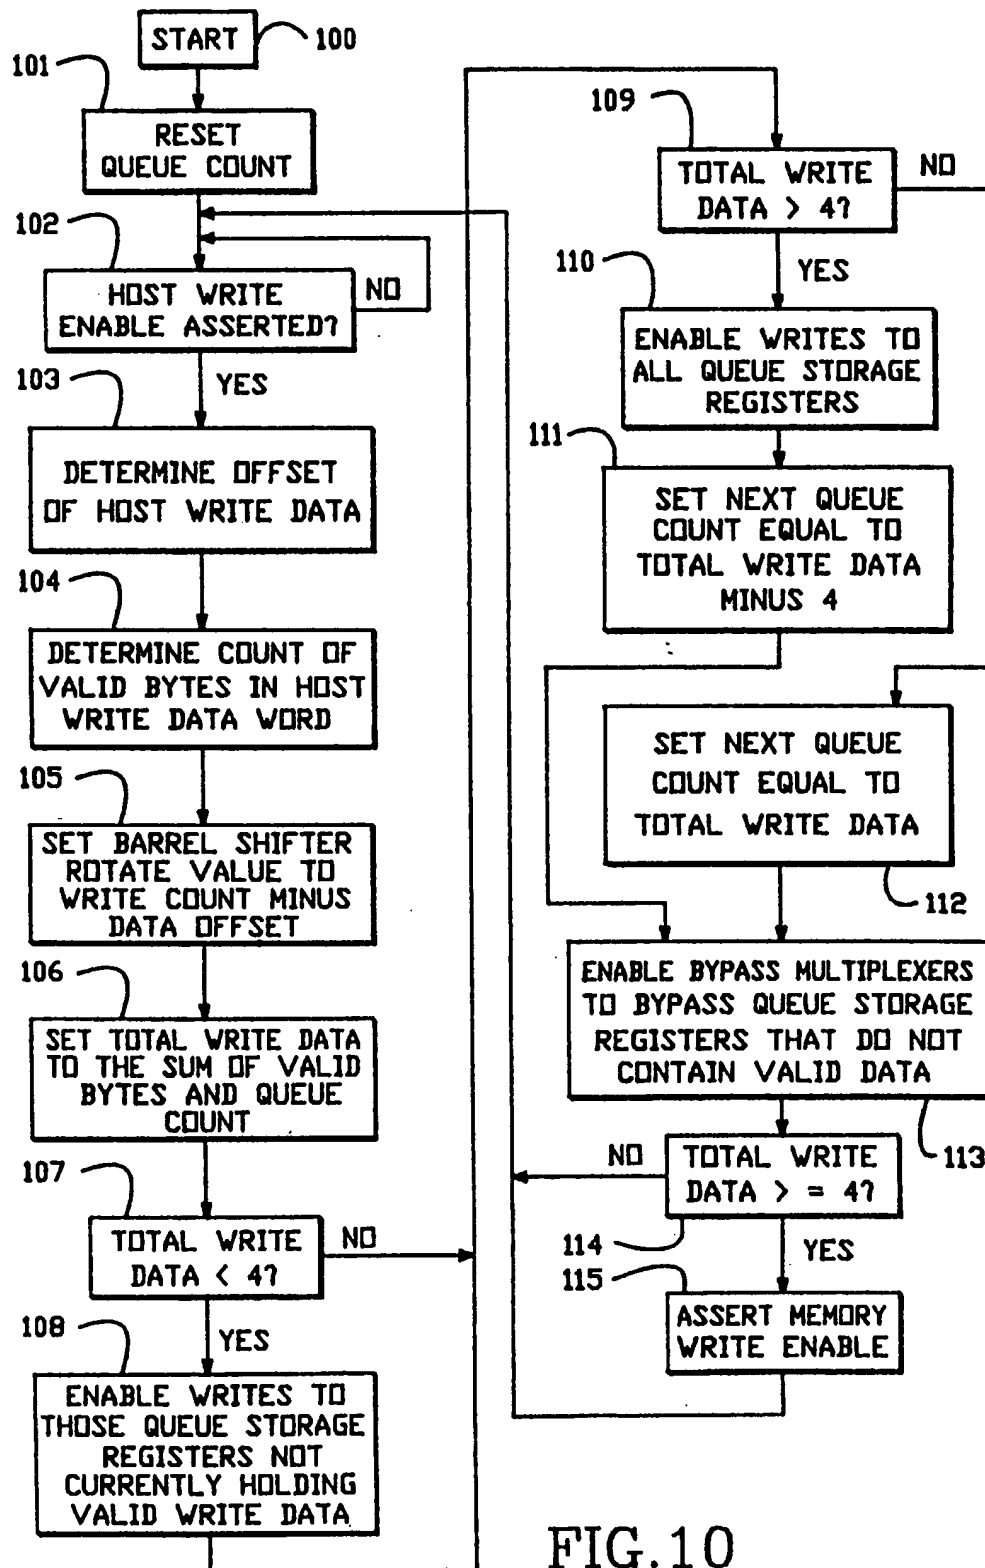 START
100
101
RESET
QUEUE COUNT
102
HOST WRITE
ENABLE ASSERTED?
NO
YES
103
DETERMINE OFFSET
OF HOST WRITE DATA
104
DETERMINE COUNT OF
VALID BYTES IN HOST
WRITE DATA WORD
105
SET BARREL SHIFTER
ROTATE VALUE TO
WRITE COUNT MINUS
DATA OFFSET
106
SET TOTAL WRITE DATA
TO THE SUM OF VALID
BYTES AND QUEUE
COUNT
107
TOTAL WRITE
DATA < 4?
NO
YES
108
ENABLE WRITES TO
THOSE QUEUE STORAGE
REGISTERS NOT
CURRENTLY HOLDING
VALID WRITE DATA
109
TOTAL WRITE
DATA > 4?
NO
YES
110
ENABLE WRITES TO
ALL QUEUE STORAGE
REGISTERS
111
SET NEXT QUEUE
COUNT EQUAL TO
TOTAL WRITE DATA
MINUS 4
SET NEXT QUEUE
COUNT EQUAL TO
TOTAL WRITE DATA
112
ENABLE BYPASS MULTIPLEXERS
TO BYPASS QUEUE STORAGE
REGISTERS THAT DO NOT
CONTAIN VALID DATA
113
TOTAL WRITE
DATA > = 4?
NO
114
YES
115
ASSERT MEMORY
WRITE ENABLE
FIG.10